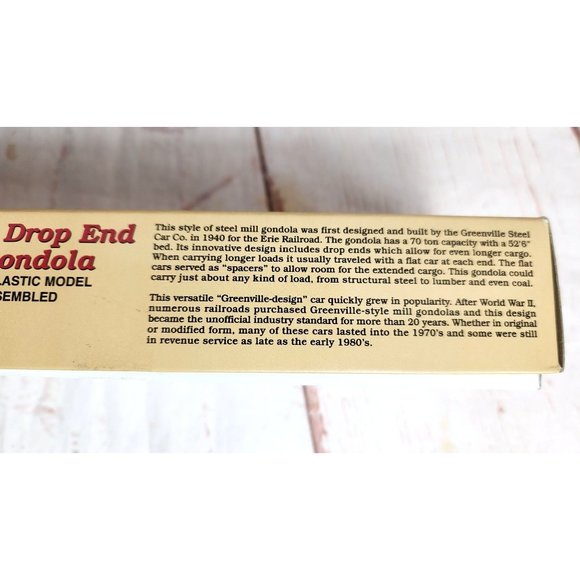 Drop End
ondola
LASTIC MODEL
SEMBLED
This style of steel mill gondola was first designed and built by the Greenville Steel
Car Co. in 1940 for the Erie Railroad. The gondola has a 70 ton capacity with a 52'6"
bed. Its innovative design includes drop ends which allow for even longer cargo.
When carrying longer loads it usually traveled with a flat car at each end. The flat
cars served as "spacers" to allow room for the extended cargo. This gondola could
carry just about any kind of load, from structural steel to lumber and even coal.
This versatile "Greenville-design" car quickly grew in popularity. After World War II,
numerous railroads purchased Greenville-style mill gondolas and this design
became the unofficial industry standard for more than 20 years. Whether in original
or modified form, many of these cars lasted into the 1970's and some were still
in revenue service as late as the early 1980's.